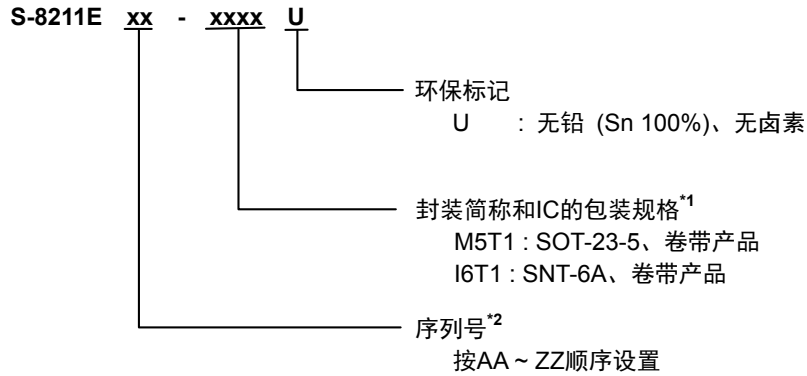 S-8211E xx - xxxx U
环保标记
U : 无铅 (Sn 100%)、无卤素
封装简称和IC的包装规格*1
M5T1 : SOT-23-5、卷带产品
I6T1 : SNT-6A、卷带产品
序列号*2
按AA ~ ZZ顺序设置